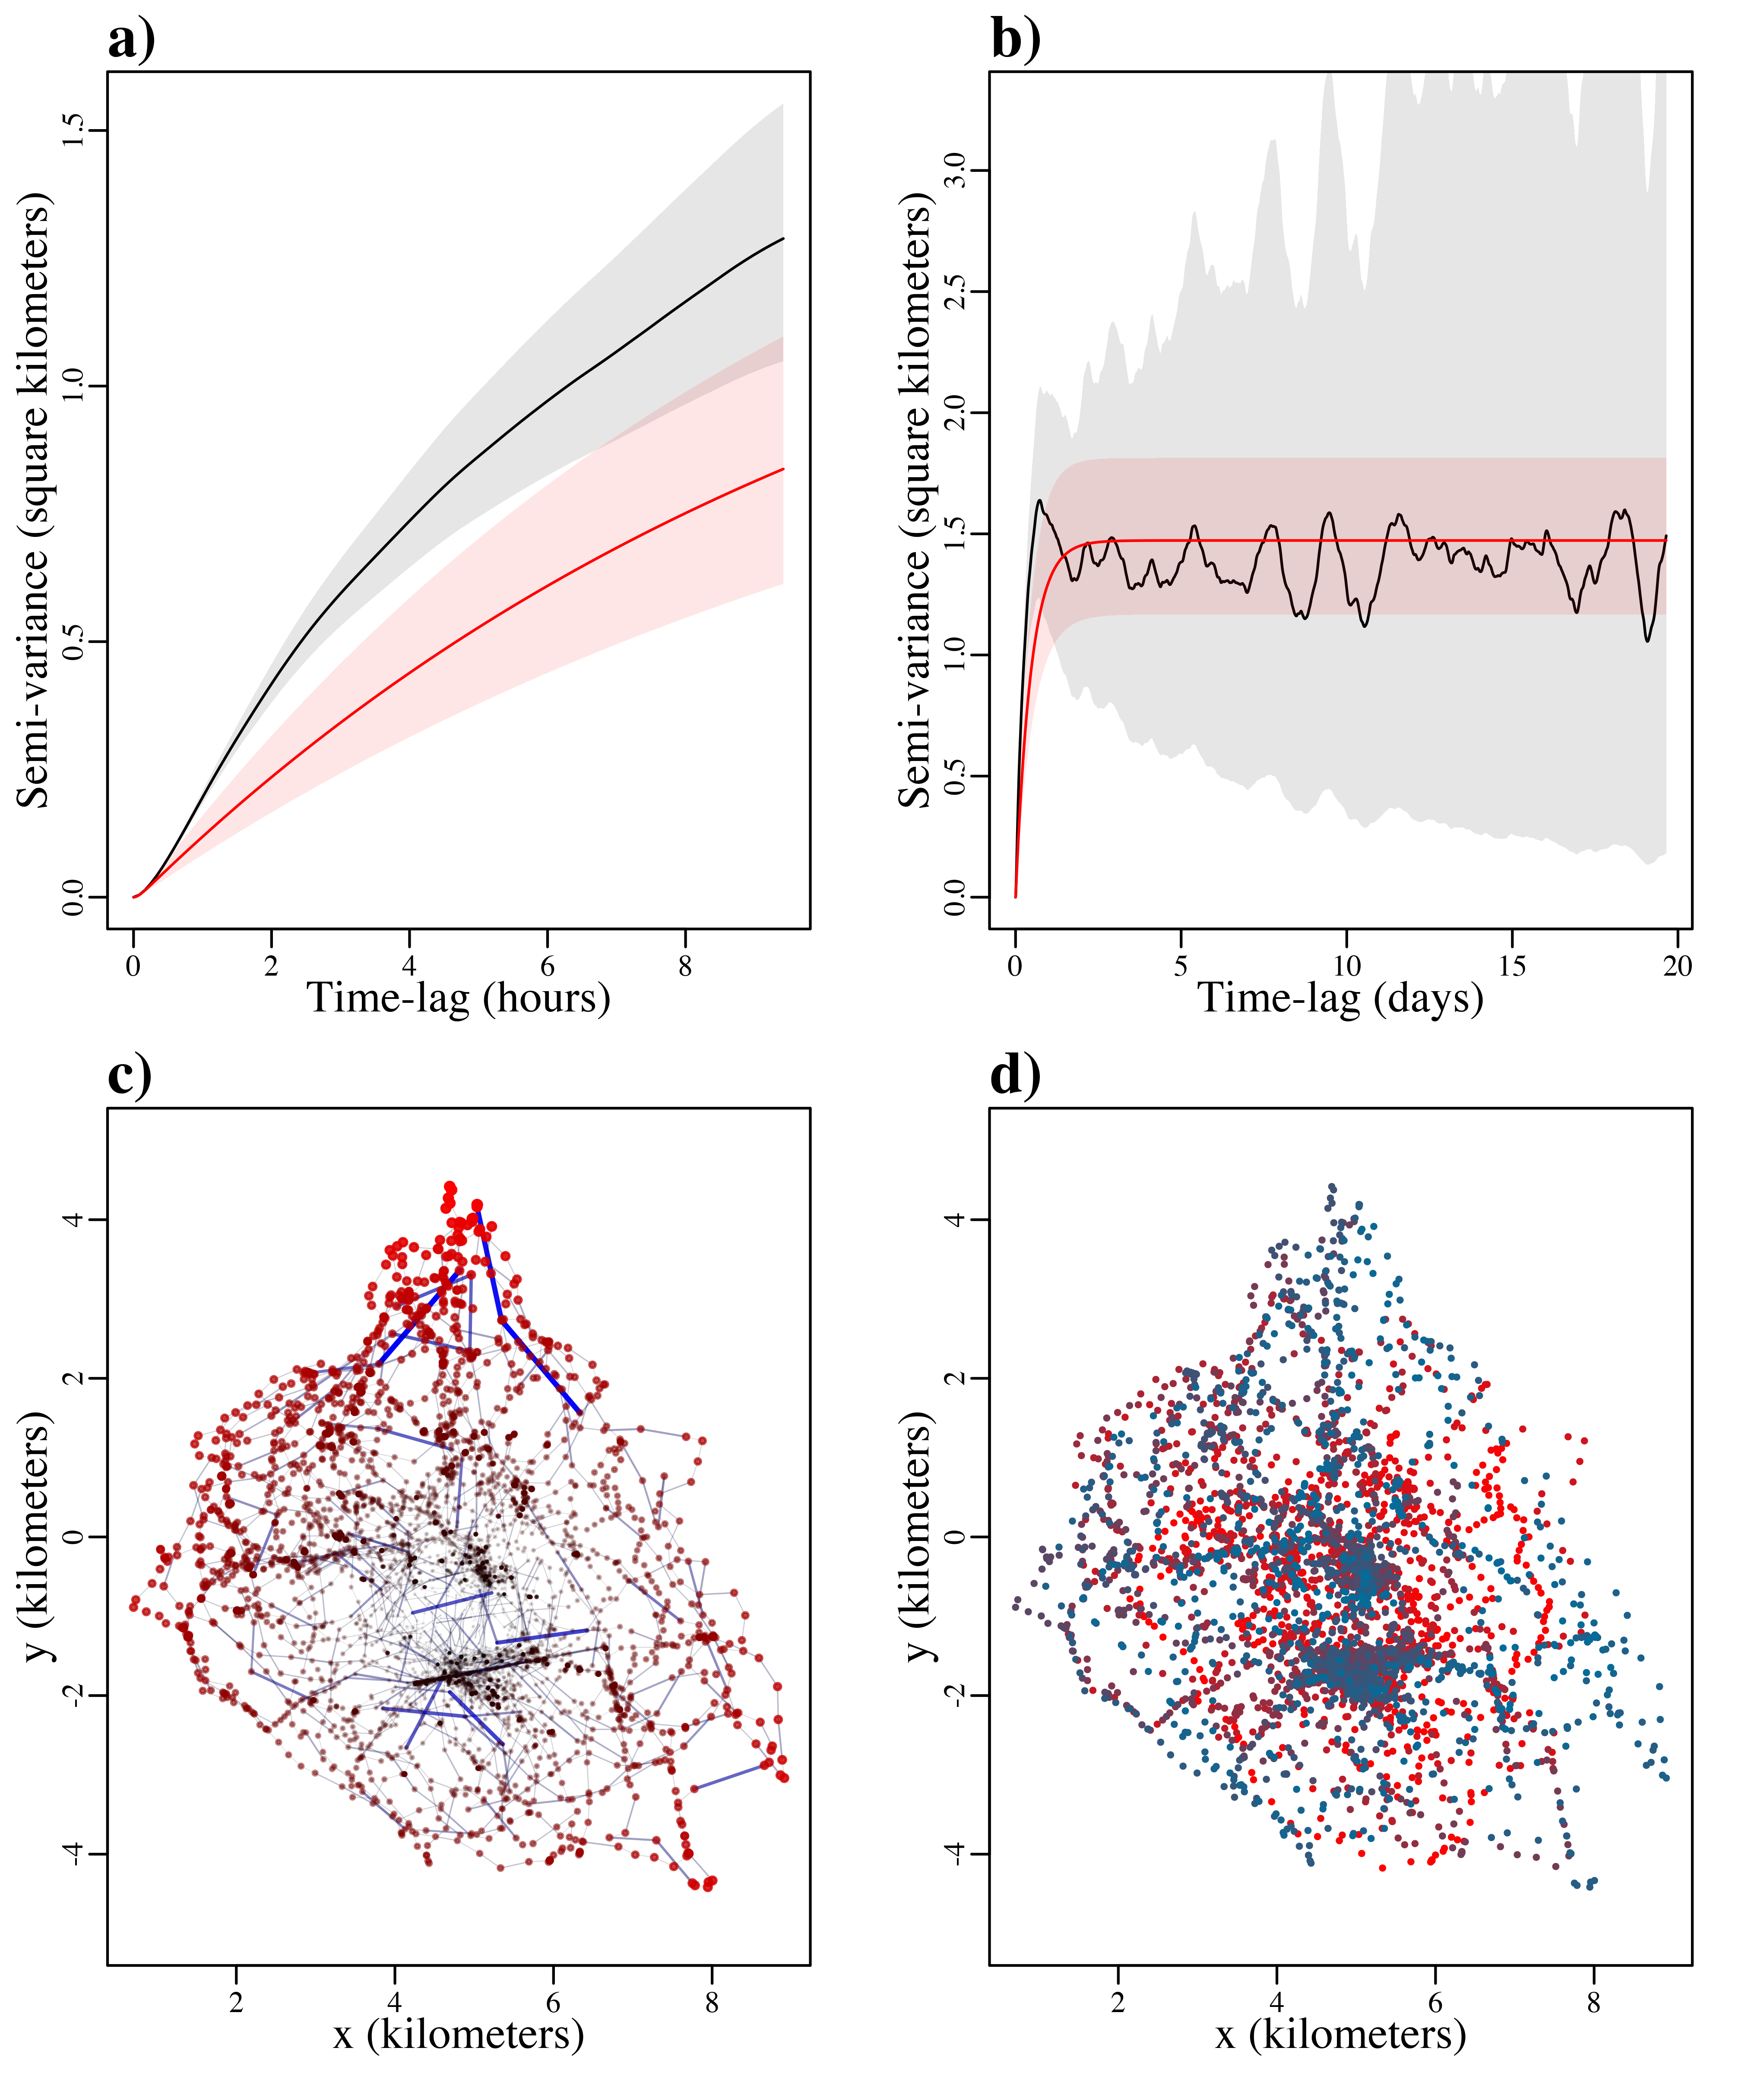 a)
Semi-variance (square kilometers)
0.0 0.5 1.0 1.5
0 2 4 6 8
Time-lag (hours)
b)
Semi-variance (square kilometers)
0.0 0.5 1.0 1.5 2.0 2.5 3.0
0 5 10 15 20
Time-lag (days)
c)
y (kilometers)
-4 -2 0 2 4
2 4 6 8
x (kilometers)
d)
y (kilometers)
-4 -2 0 2 4
2 4 6 8
x (kilometers)